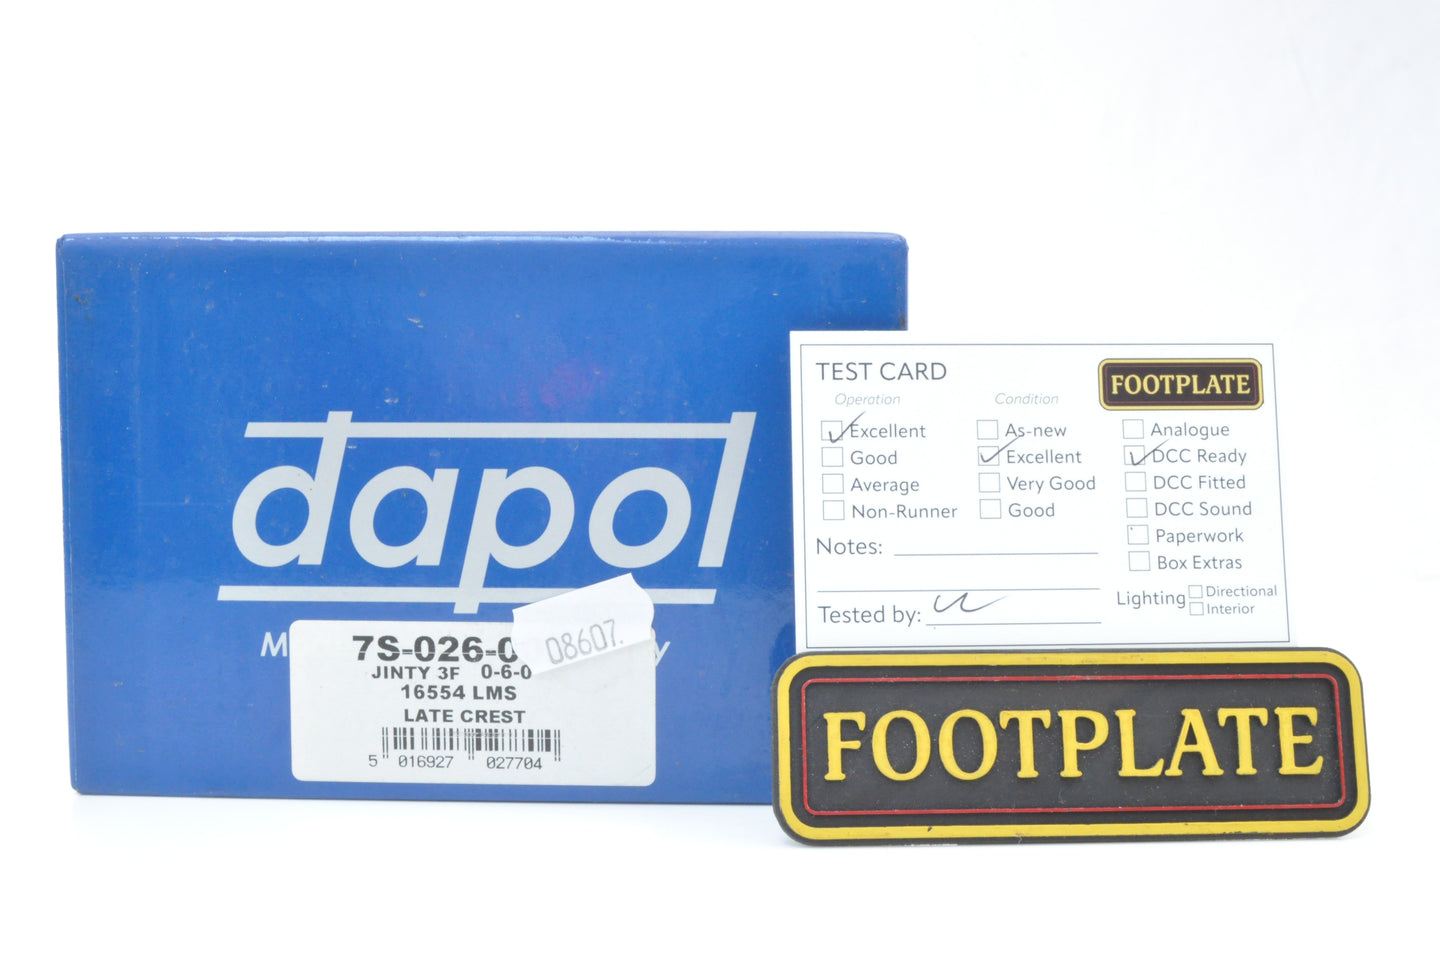 dapol
7S-026-0
08607.
JINTY 3F 0-6-0
16554 LMS
LATE CREST
5 016927 027704
TEST CARD
FOOTPLATE
Operation
Condition
Excellent
As-new
Analogue
Good
Excellent
DCC Ready
Average
Very Good
DCC Fitted
Non-Runner
Good
DCC Sound
Notes:
Paperwork
Box Extras
Tested by:
Lighting
Directional
Interior
FOOTPLATE